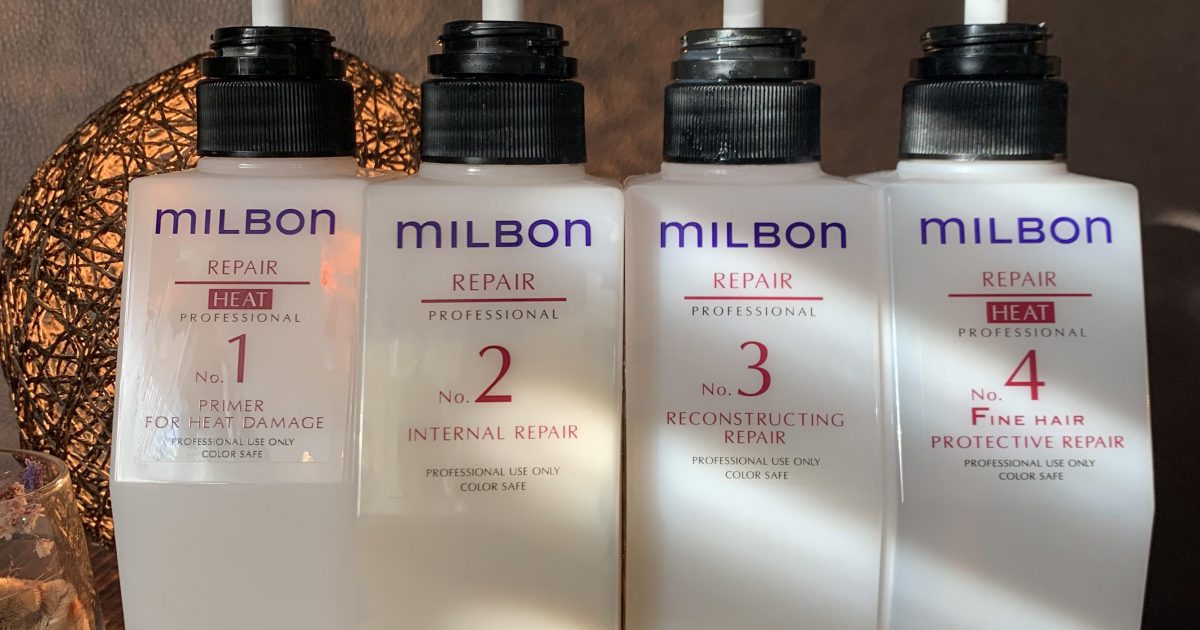 mILBON
REPAIR
HEAT
PROFESSIONAL
No. 1
PRIMER
FOR HEAT DAMAGE
PROFESSIONAL USE ONLY
COLOR SAFE
mILBON
REPAIR
PROFESSIONAL
No. 2
INTERNAL REPAIR
PROFESSIONAL USE ONLY
COLOR SAFE
mILBON
REPAIR
PROFESSIONAL
No. 3
RECONSTRUCTING
REPAIR
PROFESSIONAL USE ONLY
COLOR SAFE
mILBON
REPAIR
HEAT
PROFESSIONAL
No. 4
FINE HAIR
PROTECTIVE REPAIR
PROFESSIONAL USE ONLY
COLOR SAFE